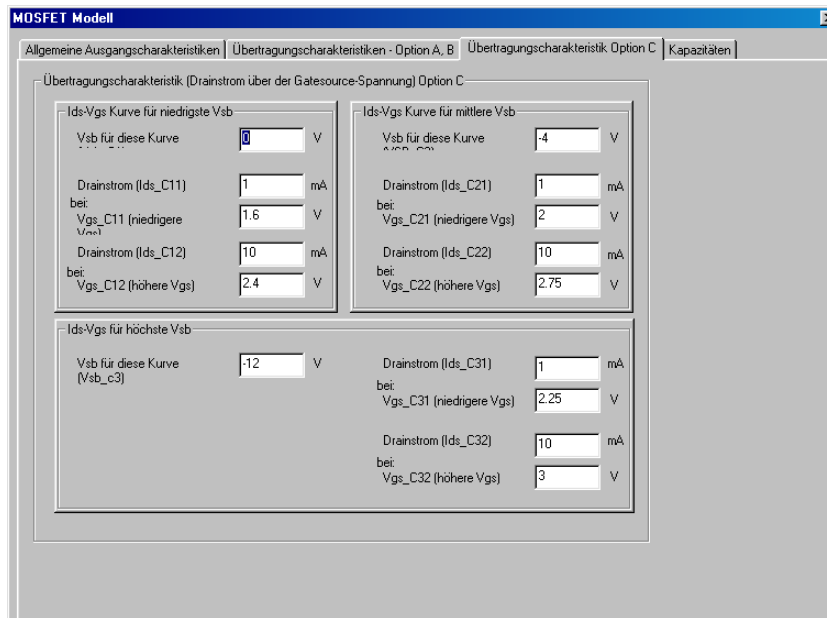 MOSFET Modell
Allgemeine Ausgangscharakteristiken
Übertragungscharakteristiken - Option A, B
Übertragungscharakteristik Option C
Kapazitäten
Übertragungscharakteristik (Drainstrom über der Gatesource-Spannung) Option C
Ids-Vgs Kurve für niedrigste Vsb
Vsb für diese Kurve
0 V
Drainstrom (Ids_C11)
1 mA
bei:
Vgs_C11 (niedrigere
Vgs)
1.6 V
Drainstrom (Ids_C12)
10 mA
bei:
Vgs_C12 (höhere Vgs)
2.4 V
Ids-Vgs Kurve für mittlere Vsb
Vsb für diese Kurve
-4 V
Drainstrom (Ids_C21)
1 mA
bei:
Vgs_C21 (niedrigere Vgs)
2 V
Drainstrom (Ids_C22)
10 mA
bei:
Vgs_C22 (höhere Vgs)
2.75 V
Ids-Vgs für höchste Vsb
Vsb für diese Kurve
(Vsb_c3)
-12 V
Drainstrom (Ids_C31)
1 mA
bei:
Vgs_C31 (niedrigere Vgs)
2.25 V
Drainstrom (Ids_C32)
10 mA
bei:
Vgs_C32 (höhere Vgs)
3 V